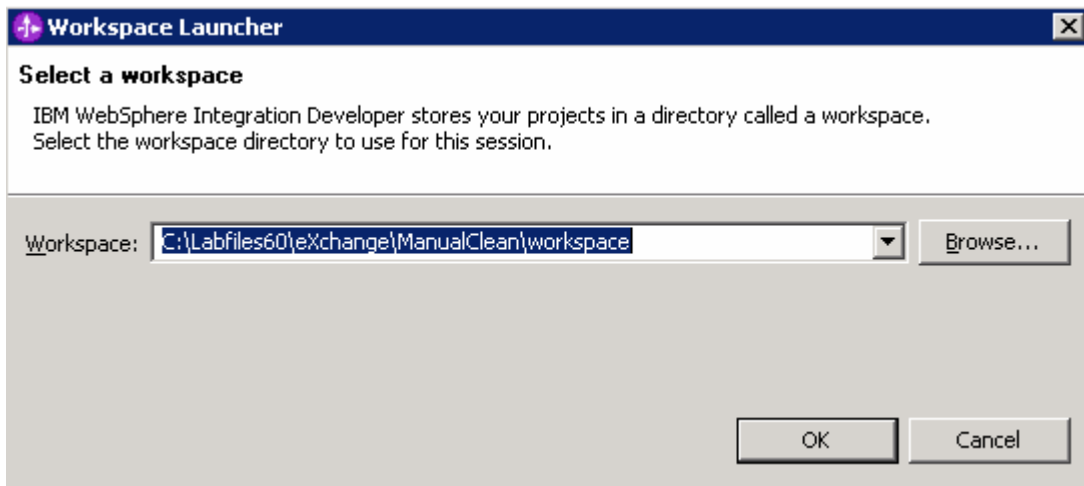 Workspace Launcher
Select a workspace
IBM WebSphere Integration Developer stores your projects in a directory called a workspace.
Select the workspace directory to use for this session.
Workspace: C:\Labfiles60\eXchange\ManualClean\workspace Browse...
OK Cancel